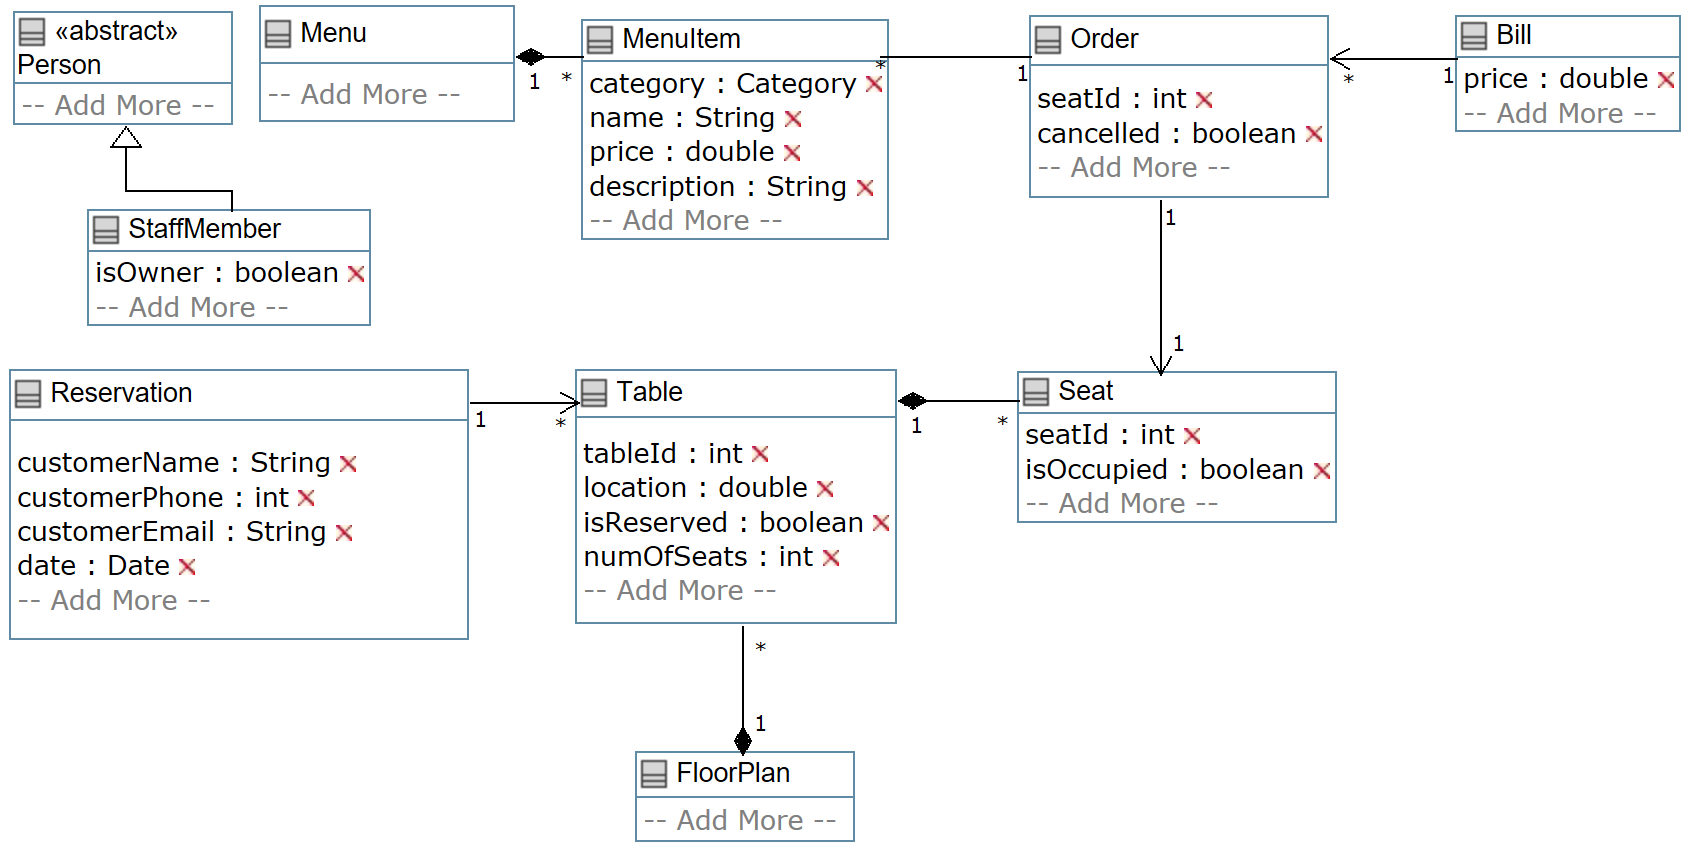 «abstract»
Person
-- Add More --
Menu
-- Add More --
1
*
MenuItem
category : Category
name : String
price : double
description : String
-- Add More --
*
1
Order
seatId : int
cancelled : boolean
-- Add More --
*
1
Bill
price : double
-- Add More --
StaffMember
isOwner : boolean
-- Add More --
1
1
Reservation
customerName : String
customerPhone : int
customerEmail : String
date : Date
-- Add More --
1
*
Table
tableId : int
location : double
isReserved : boolean
numOfSeats : int
-- Add More --
1
*
Seat
seatId : int
isOccupied : boolean
-- Add More --
*
1
FloorPlan
-- Add More --